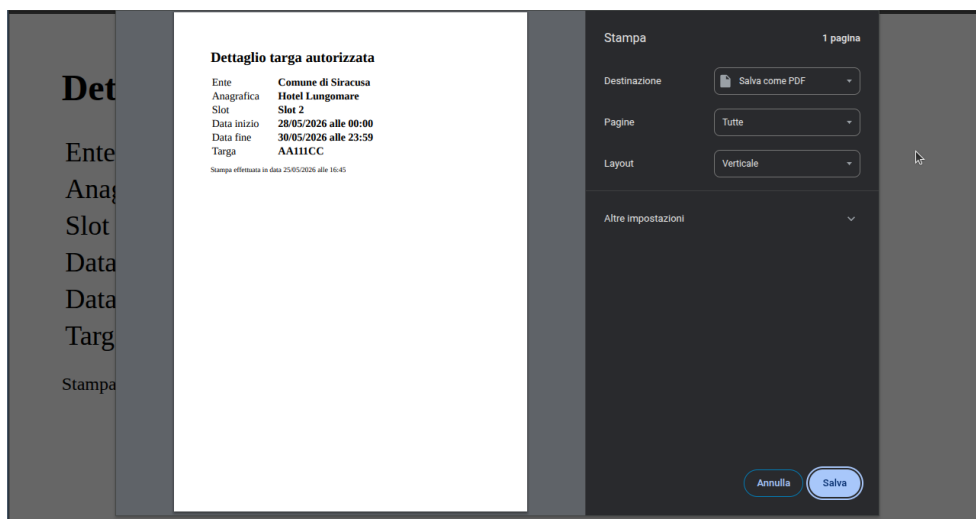 Det
Ente
Anag
Slot
Data
Data
Targ
Stampa
Dettaglio targa autorizzata
Ente Comune di Siracusa
Anagrafica Hotel Lungomare
Slot Slot 2
Data inizio 28/05/2026 alle 00:00
Data fine 30/05/2026 alle 23:59
Targa AA111CC
Stampa effettuata in data 25/05/2026 alle 16:45
Stampa 1 pagina
Destinazione Salva come PDF
Pagine Tutte
Layout Verticale
Altre impostazioni
Annulla Salva